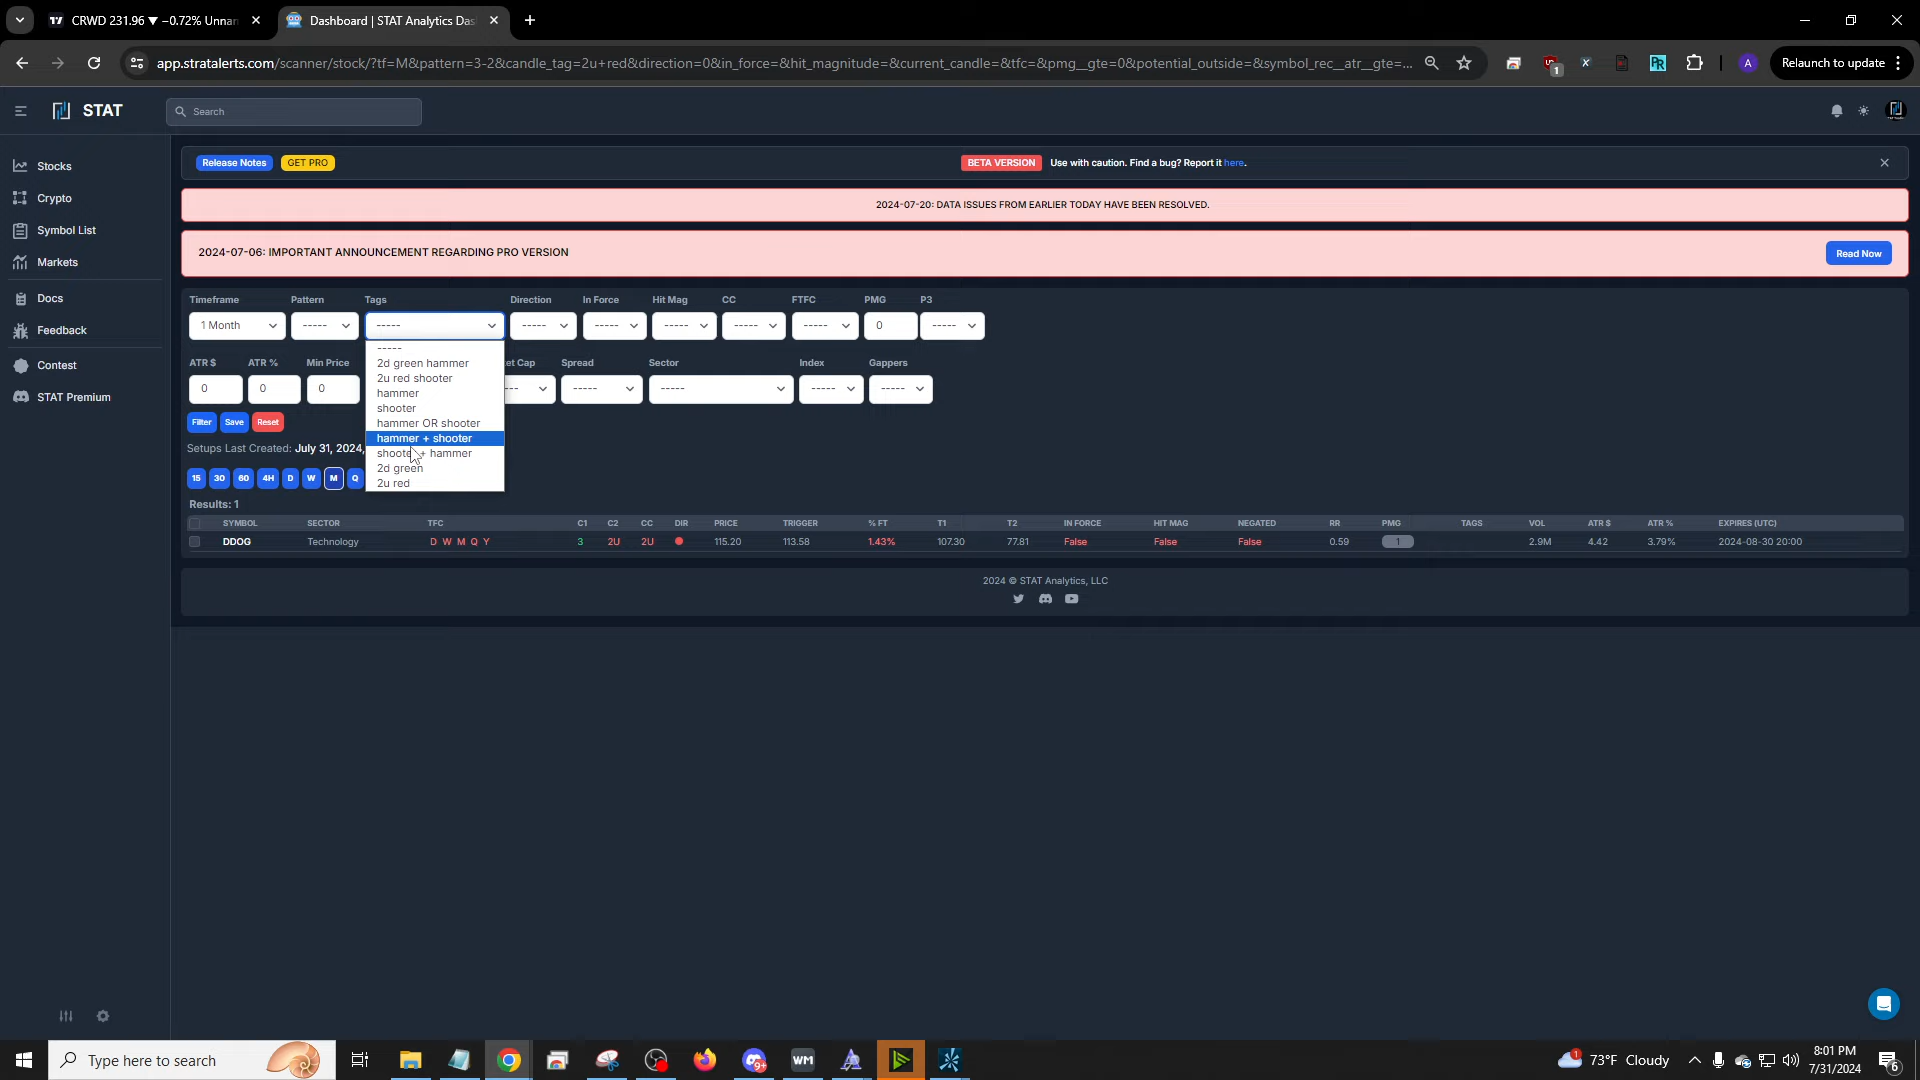 CRWD 231.96 ▼ −0.72% Unnar
Dashboard | STAT Analytics Das
app.stratalerts.com/scanner/stock/?tf=M&pattern=3-2&candle_tag=2u+red&direction=0&in_force=&hit_magnitude=&current_candle=&tfc=&pmg__gte=0&potential_outside=&symbol_rec__atr__gte=...
1
PR
A
Relaunch to update
STAT
Search
Stocks
Crypto
Symbol List
Markets
Docs
Feedback
Contest
STAT Premium
Release Notes GET PRO BETA VERSION Use with caution. Find a bug? Report it here.
2024-07-20: DATA ISSUES FROM EARLIER TODAY HAVE BEEN RESOLVED.
2024-07-06: IMPORTANT ANNOUNCEMENT REGARDING PRO VERSION Read Now
Timeframe Pattern Tags Direction In Force Hit Mag CC FTFC PMG P3
1 Month ----- ----- ----- ----- ----- ----- ----- 0 -----
-----
2d green hammer
2u red shooter
hammer
shooter
hammer OR shooter
hammer + shooter
shooter + hammer
2d green
2u red
ATR $ ATR % Min Price ket Cap Spread Sector Index Gappers
0 0 0 --- ----- ----- ----- -----
Filter Save Reset
Setups Last Created: July 31, 2024,
15 30 60 4H D W M Q
Results: 1
SYMBOL SECTOR TFC C1 C2 CC DIR PRICE TRIGGER % FT T1 T2 IN FORCE HIT MAG NEGATED RR PMG TAGS VOL ATR $ ATR % EXPIRES (UTC)
DDOG Technology D W M Q Y 3 2U 2U 115.20 113.58 1.43% 107.30 77.81 False False False 0.59 1 2.9M 4.42 3.79% 2024-08-30 20:00
2024 © STAT Analytics, LLC
Type here to search
9+
WM
1
73°F Cloudy
8:01 PM
7/31/2024
6